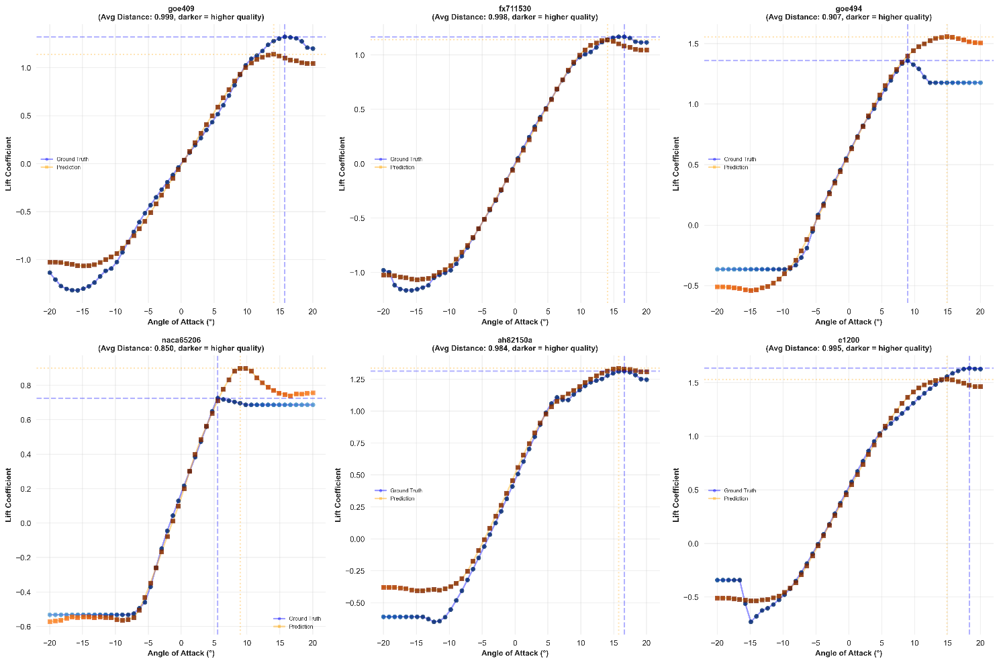 goe409
(Avg Distance: 0.999, darker = higher quality)
Lift Coefficient
1.0
0.5
0.0
−0.5
−1.0
Ground Truth
Prediction
−20 −15 −10 −5 0 5 10 15 20
Angle of Attack (°)
fx711530
(Avg Distance: 0.998, darker = higher quality)
Lift Coefficient
1.0
0.5
0.0
−0.5
−1.0
Ground Truth
Prediction
−20 −15 −10 −5 0 5 10 15 20
Angle of Attack (°)
goe494
(Avg Distance: 0.907, darker = higher quality)
Lift Coefficient
1.5
1.0
0.5
0.0
−0.5
Ground Truth
Prediction
−20 −15 −10 −5 0 5 10 15 20
Angle of Attack (°)
naca65206
(Avg Distance: 0.850, darker = higher quality)
Lift Coefficient
0.8
0.6
0.4
0.2
0.0
−0.2
−0.4
−0.6
Ground Truth
Prediction
−20 −15 −10 −5 0 5 10 15 20
Angle of Attack (°)
ah82150a
(Avg Distance: 0.984, darker = higher quality)
Lift Coefficient
1.25
1.00
0.75
0.50
0.25
0.00
−0.25
−0.50
Ground Truth
Prediction
−20 −15 −10 −5 0 5 10 15 20
Angle of Attack (°)
e1200
(Avg Distance: 0.995, darker = higher quality)
Lift Coefficient
1.5
1.0
0.5
0.0
−0.5
Ground Truth
Prediction
−20 −15 −10 −5 0 5 10 15 20
Angle of Attack (°)